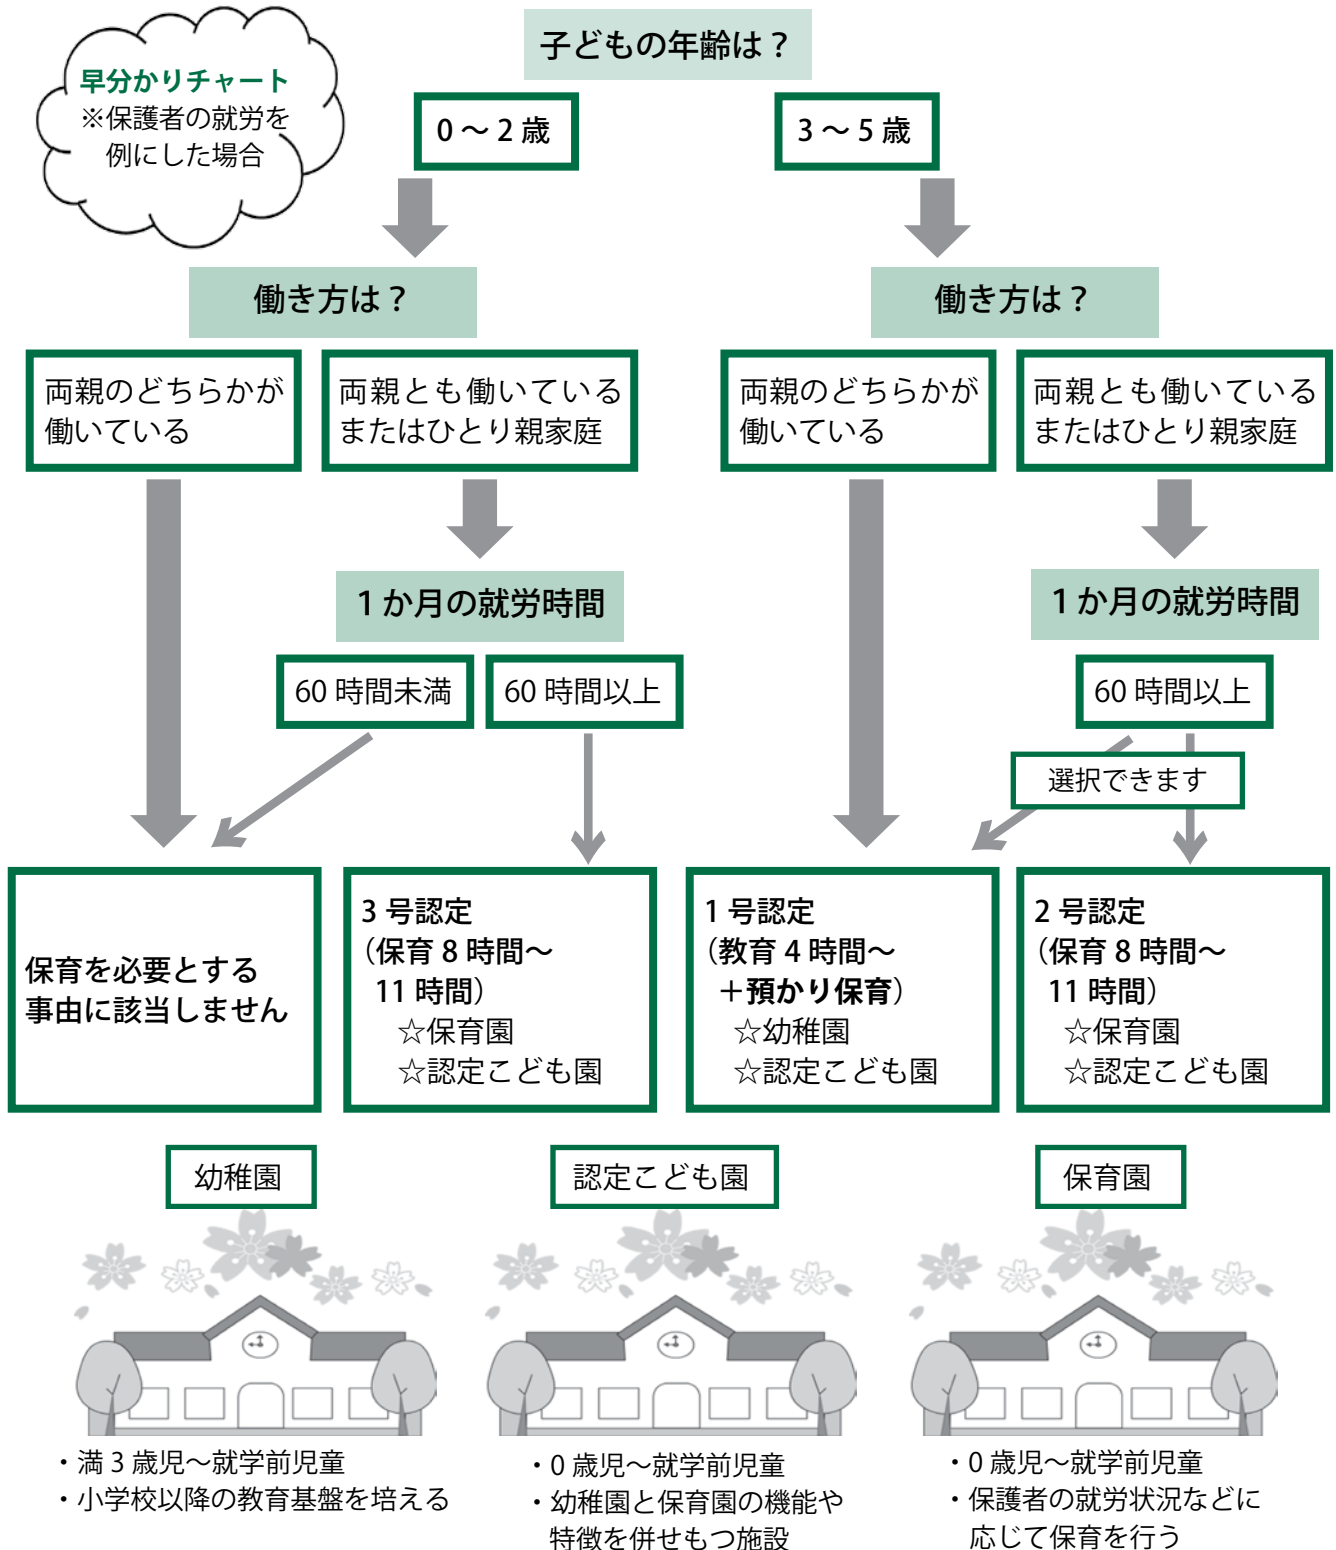 子どもの年齢は？
早分かりチャート
※保護者の就労を
例にした場合
0～2歳
3～5歳
働き方は？
働き方は？
両親のどちらかが
働いている
両親とも働いている
またはひとり親家庭
両親のどちらかが
働いている
両親とも働いている
またはひとり親家庭
1か月の就労時間
1か月の就労時間
60時間未満
60時間以上
60時間以上
選択できます
保育を必要とする
事由に該当しません
3号認定
（保育8時間～
11時間）
☆保育園
☆認定こども園
1号認定
（教育4時間～
＋預かり保育）
☆幼稚園
☆認定こども園
2号認定
（保育8時間～
11時間）
☆保育園
☆認定こども園
幼稚園
認定こども園
保育園
・満3歳児～就学前児童
・小学校以降の教育基盤を培える
・0歳児～就学前児童
・幼稚園と保育園の機能や
特徴を併せもつ施設
・0歳児～就学前児童
・保護者の就労状況などに
応じて保育を行う